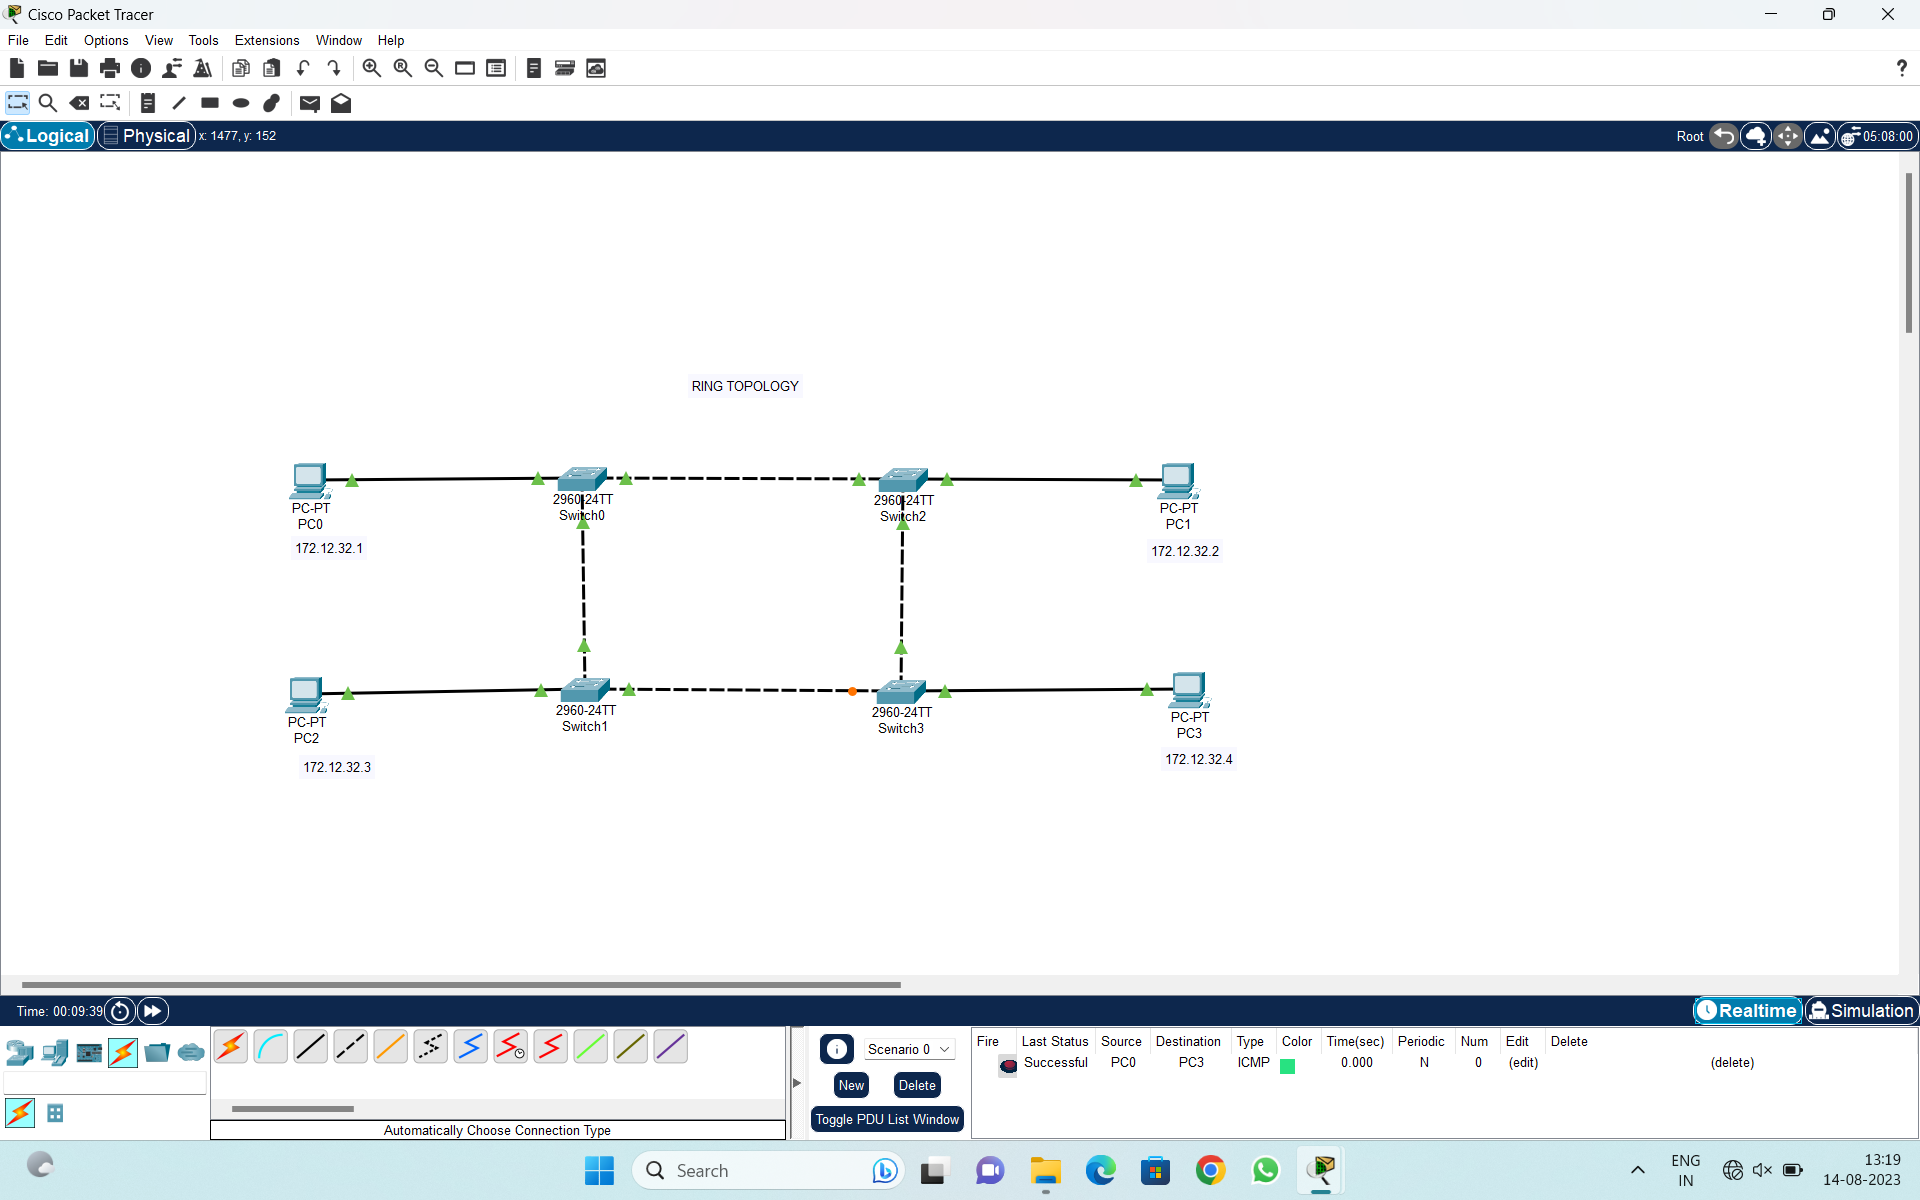 Cisco Packet Tracer
File Edit Options View Tools Extensions Window Help
Logical Physical x: 1477, y: 152 Root 05:08:00
RING TOPOLOGY
2960-24TT
Switch0
2960-24TT
Switch2
PC-PT
PC0
172.12.32.1
PC-PT
PC1
172.12.32.2
2960-24TT
Switch1
2960-24TT
Switch3
PC-PT
PC2
172.12.32.3
PC-PT
PC3
172.12.32.4
Time: 00:09:39 Realtime Simulation
Scenario 0
New Delete
Toggle PDU List Window
Fire Last Status Source Destination Type Color Time(sec) Periodic Num Edit Delete
Successful PC0 PC3 ICMP 0.000 N 0 (edit) (delete)
Automatically Choose Connection Type
Search
ENG
IN
13:19
14-08-2023